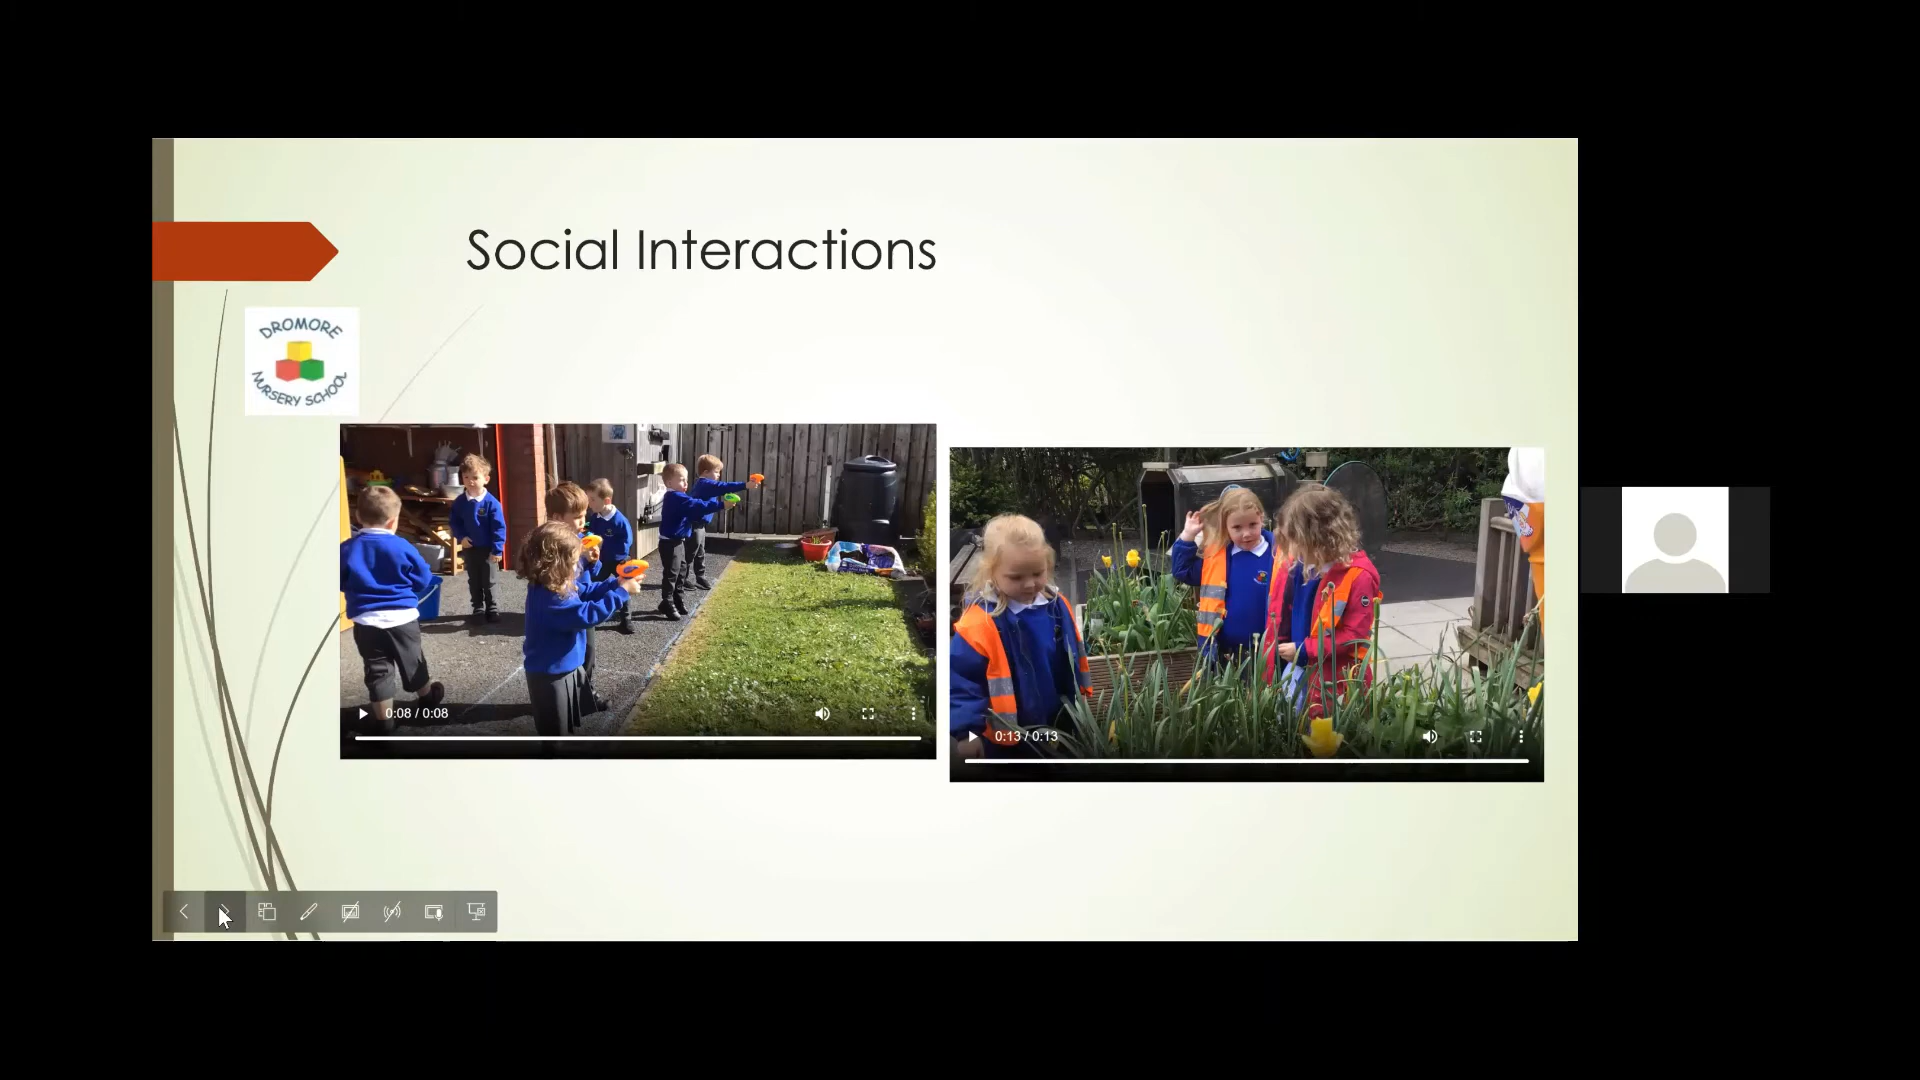 Social Interactions
DROMORE
NURSERY SCHOOL
0:08 / 0:08
0:13 / 0:13